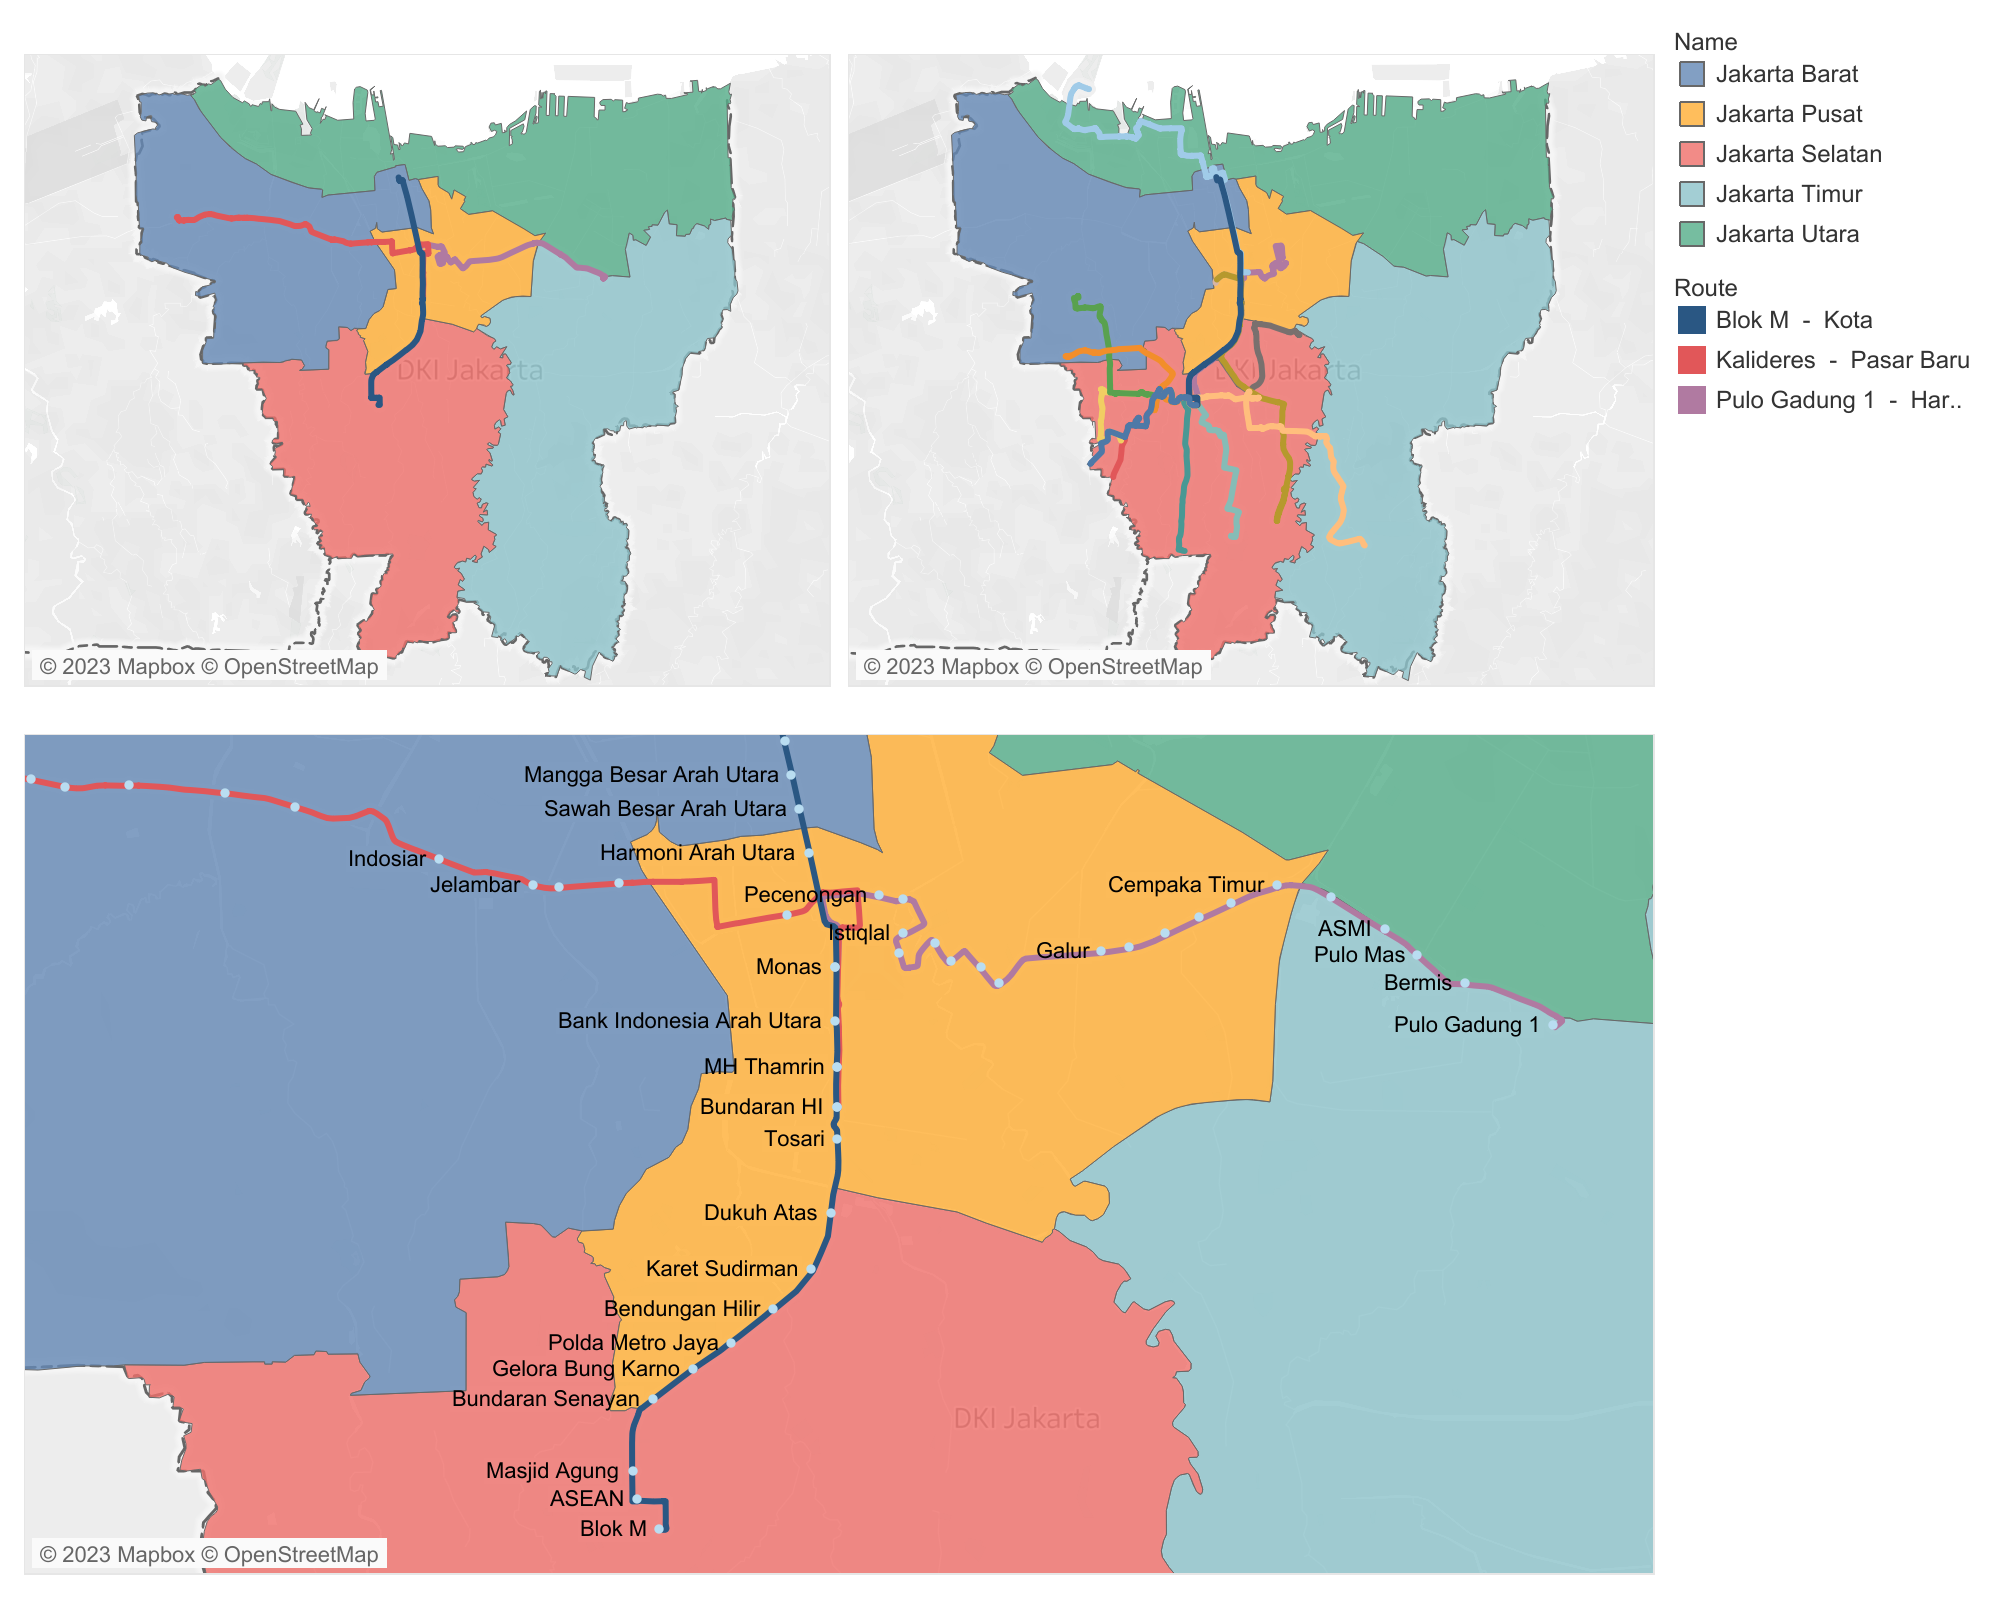 DKI Jakarta
© 2023 Mapbox © OpenStreetMap
DKI Jakarta
© 2023 Mapbox © OpenStreetMap
Name
Jakarta Barat
Jakarta Pusat
Jakarta Selatan
Jakarta Timur
Jakarta Utara
Route
Blok M - Kota
Kalideres - Pasar Baru
Pulo Gadung 1 - Har..
Mangga Besar Arah Utara
Sawah Besar Arah Utara
Harmoni Arah Utara
Indosiar
Jelambar
Pecenongan
Cempaka Timur
Istiqlal
ASMI
Galur
Pulo Mas
Monas
Bermis
Bank Indonesia Arah Utara
Pulo Gadung 1
MH Thamrin
Bundaran HI
Tosari
Dukuh Atas
Karet Sudirman
Bendungan Hilir
Polda Metro Jaya
Gelora Bung Karno
Bundaran Senayan
DKI Jakarta
Masjid Agung
ASEAN
Blok M
© 2023 Mapbox © OpenStreetMap